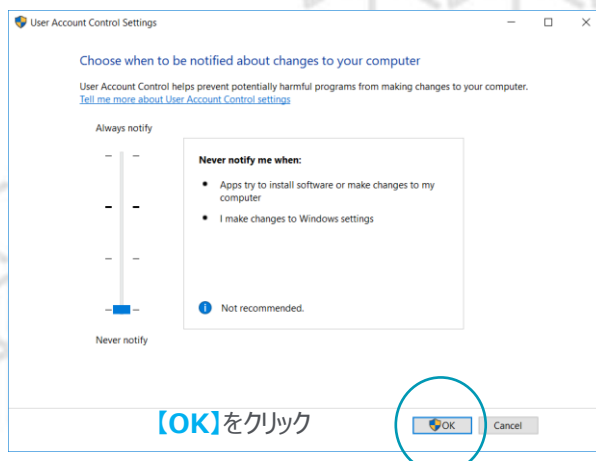 User Account Control Settings
Choose when to be notified about changes to your computer
User Account Control helps prevent potentially harmful programs from making changes to your computer.
Tell me more about User Account Control settings
Always notify
Never notify me when:
Apps try to install software or make changes to my
computer
I make changes to Windows settings
Not recommended.
Never notify
【OK】をクリック
OK
Cancel